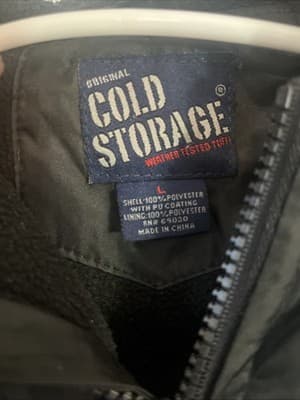 ORIGINAL
COLD
STORAGE®
WEATHER TESTED TUFF
L
SHELL:100% POLYESTER
WITH PU COATING
LINING:100% POLYESTER
RN# 69030
MADE IN CHINA